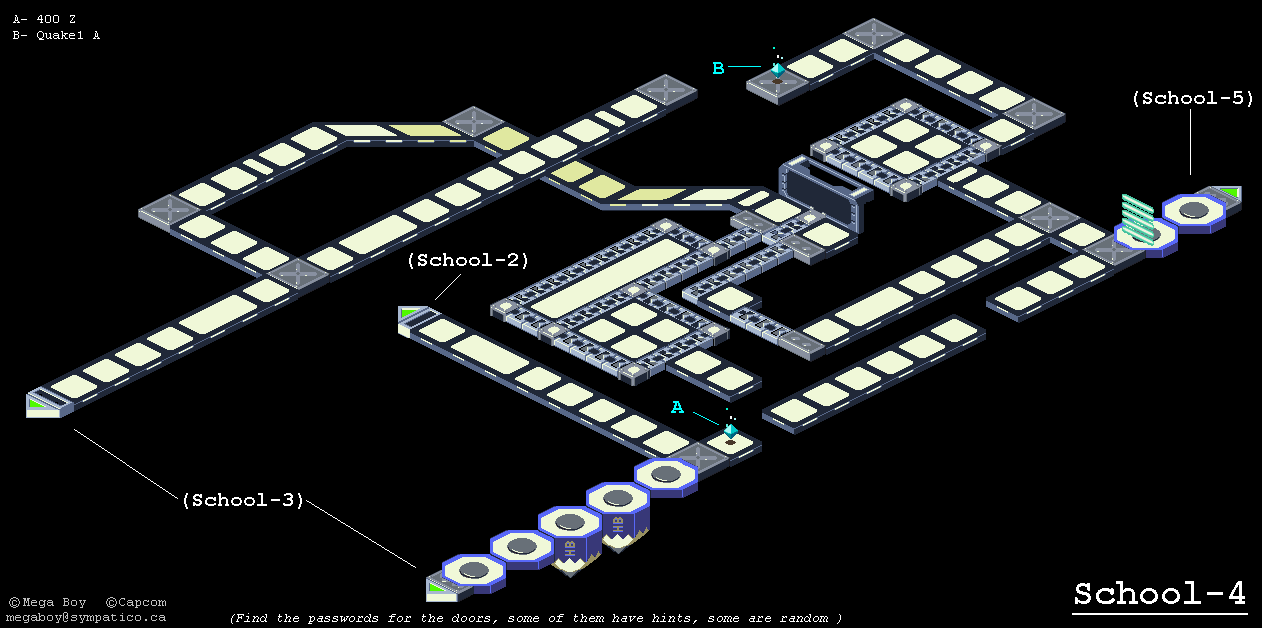 A- 400 Z
B- Quake1 A
B
(School-5)
(School-2)
A
(School-3)
HB
HB
©Mega Boy ©Capcom
megaboy@sympatico.ca
(Find the passwords for the doors, some of them have hints, some are random )
School-4